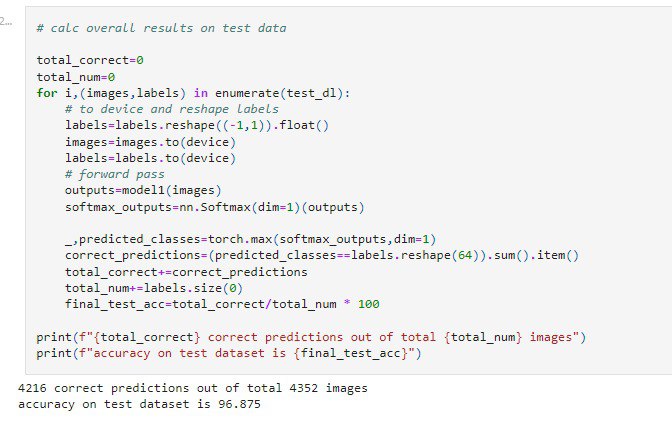 2...
# calc overall results on test data
total_correct=0
total_num=0
for i,(images,labels) in enumerate(test_dl):
    # to device and reshape labels
    labels=labels.reshape((-1,1)).float()
    images=images.to(device)
    labels=labels.to(device)
    # forward pass
    outputs=model1(images)
    softmax_outputs=nn.Softmax(dim=1)(outputs)
    _,predicted_classes=torch.max(softmax_outputs,dim=1)
    correct_predictions=(predicted_classes==labels.reshape(64)).sum().item()
    total_correct+=correct_predictions
    total_num+=labels.size(0)
    final_test_acc=total_correct/total_num * 100
print(f"{total_correct} correct predictions out of total {total_num} images")
print(f"accuracy on test dataset is {final_test_acc}")
4216 correct predictions out of total 4352 images
accuracy on test dataset is 96.875